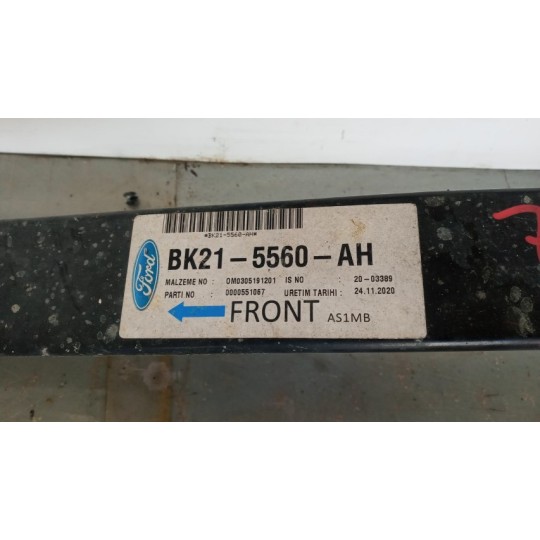 *BK21-5560-AH*
Ford
BK21-5560-AH
MALZEME NO : OM0305191201 IS NO : 20-03389
PARTI NO : 0000551067 URETIM TARIHI : 24.11.2020
FRONT AS1MB